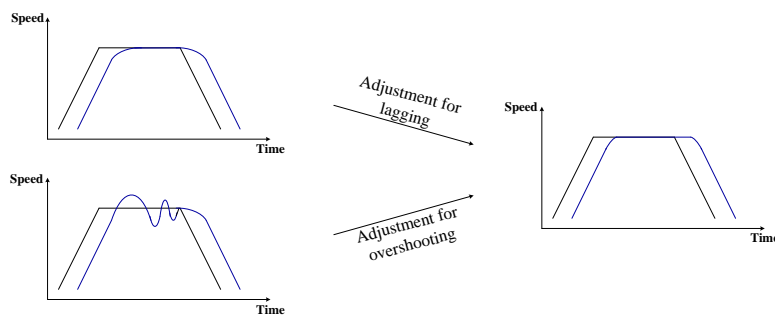 Speed
Time
Adjustment for
lagging
Speed
Time
Speed
Time
Adjustment for
overshooting